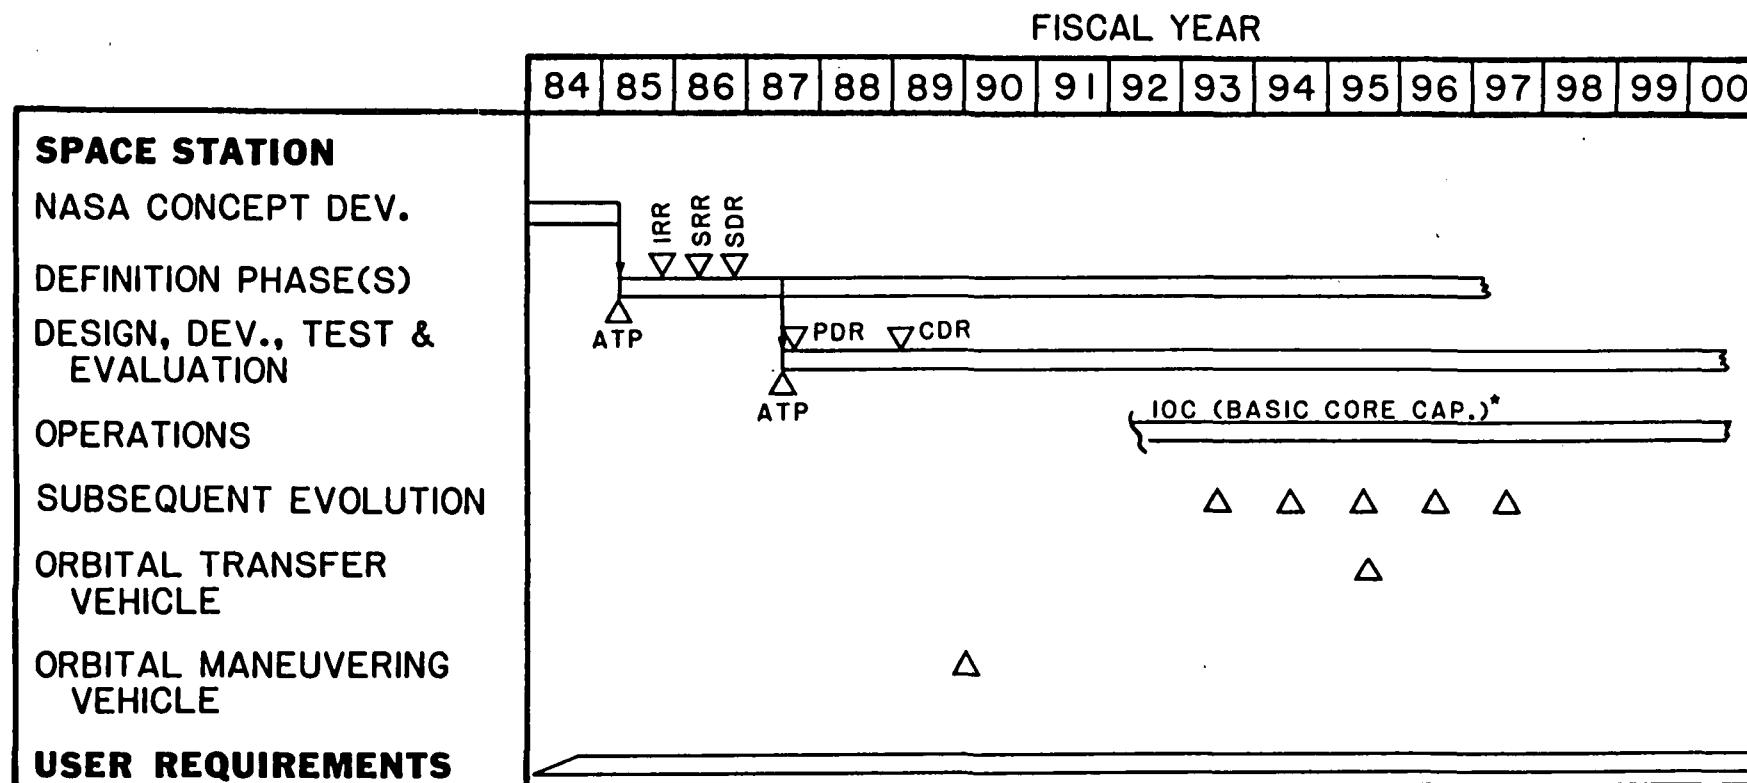 FISCAL YEAR
84 85 86 87 88 89 90 91 92 93 94 95 96 97 98 99 00
SPACE STATION
NASA CONCEPT DEV.
IRR
SRR
SDR
DEFINITION PHASE(S)
ATP
DESIGN, DEV., TEST &
EVALUATION
PDR
CDR
ATP
OPERATIONS
IOC (BASIC CORE CAP.)*
SUBSEQUENT EVOLUTION
ORBITAL TRANSFER
VEHICLE
ORBITAL MANEUVERING
VEHICLE
USER REQUIREMENTS